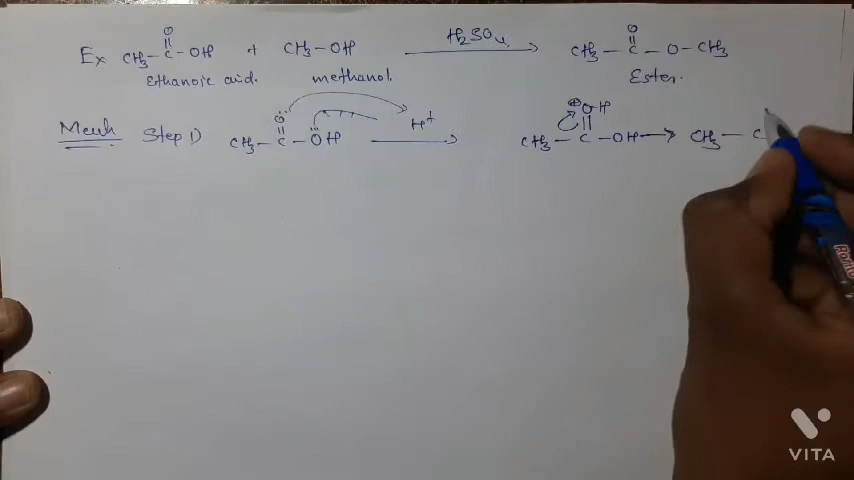 Ex CH3-C(=O)-OH + CH3-OH H2SO4 → CH3-C(=O)-O-CH3
Ethanoic acid. methanol. Ester.
Mech Step 1) CH3-C(=Ö:)-ÖH H+ → CH3-C(=⊕OH)-OH → CH3-C
VITA